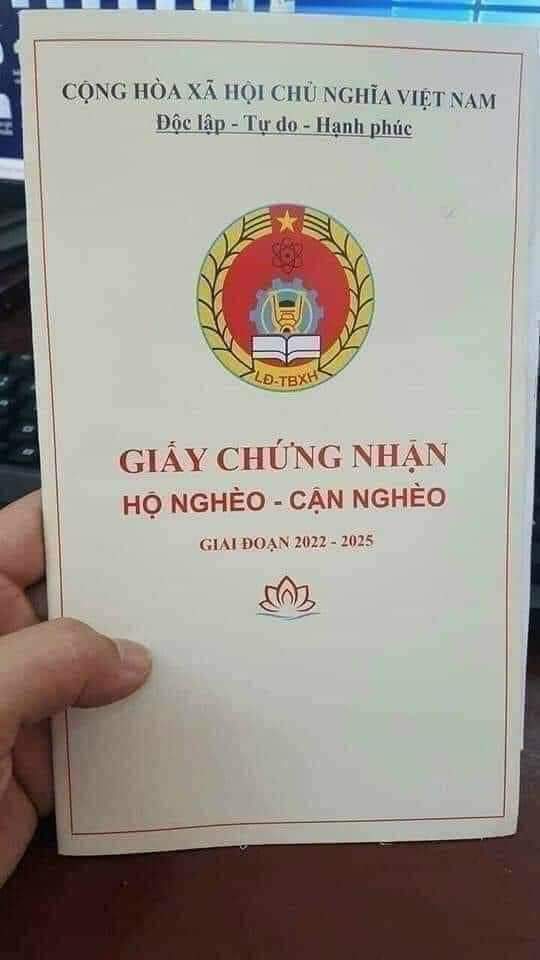 CỘNG HÒA XÃ HỘI CHỦ NGHĨA VIỆT NAM
Độc lập - Tự do - Hạnh phúc
LĐ-TBXH
GIẤY CHỨNG NHẬN
HỘ NGHÈO - CẬN NGHÈO
GIAI ĐOẠN 2022 - 2025